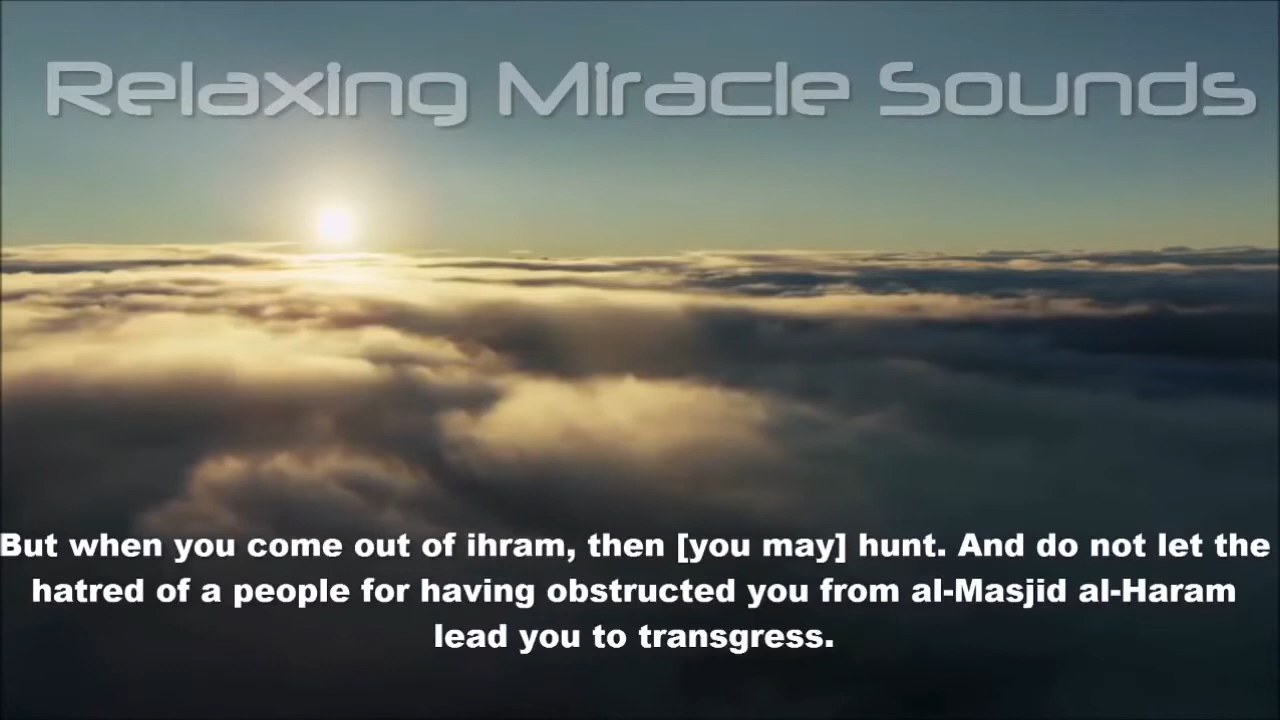 Relaxing Miracle Sounds
But when you come out of ihram, then [you may] hunt. And do not let the
hatred of a people for having obstructed you from al-Masjid al-Haram
lead you to transgress.